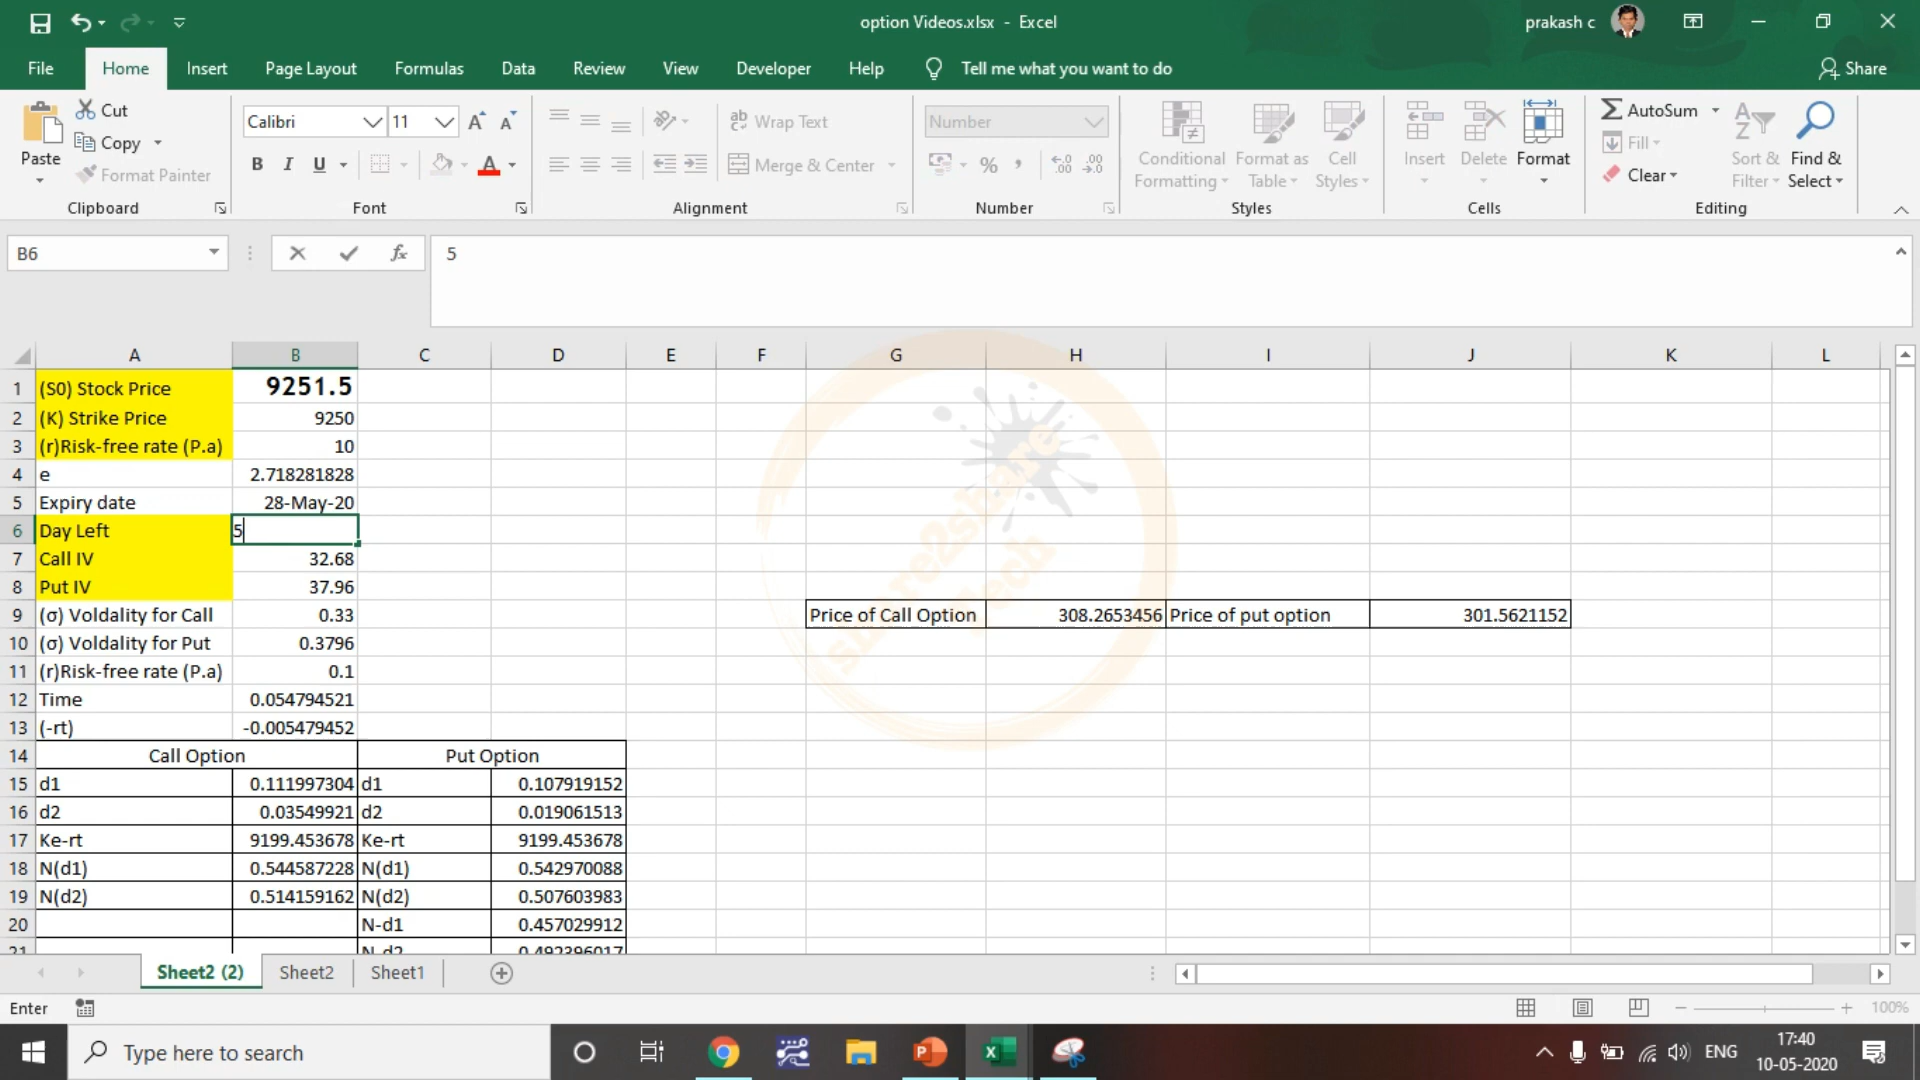 option Videos.xlsx - Excel
prakash c
File Home Insert Page Layout Formulas Data Review View Developer Help Tell me what you want to do Share
Paste
Cut
Copy
Format Painter
Clipboard
Calibri 11
B I U
Font
Wrap Text
Merge & Center
Alignment
Number
%
Number
Conditional Formatting
Format as Table
Cell Styles
Styles
Insert Delete Format
Cells
AutoSum
Fill
Clear
Sort & Filter
Find & Select
Editing
B6 fx 5
A B C D E F G H I J K L
1 (S0) Stock Price 9251.5
2 (K) Strike Price 9250
3 (r)Risk-free rate (P.a) 10
4 e 2.718281828
5 Expiry date 28-May-20
6 Day Left 5
7 Call IV 32.68
8 Put IV 37.96
9 (σ) Voldality for Call 0.33 Price of Call Option 308.2653456 Price of put option 301.5621152
10 (σ) Voldality for Put 0.3796
11 (r)Risk-free rate (P.a) 0.1
12 Time 0.054794521
13 (-rt) -0.005479452
14 Call Option Put Option
15 d1 0.111997304 d1 0.107919152
16 d2 0.03549921 d2 0.019061513
17 Ke-rt 9199.453678 Ke-rt 9199.453678
18 N(d1) 0.544587228 N(d1) 0.542970088
19 N(d2) 0.514159162 N(d2) 0.507603983
20 N-d1 0.457029912
21 N-d2 0.492396017
share2share
Tech
Sheet2 (2) Sheet2 Sheet1
Enter 100%
Type here to search
ENG
17:40
10-05-2020